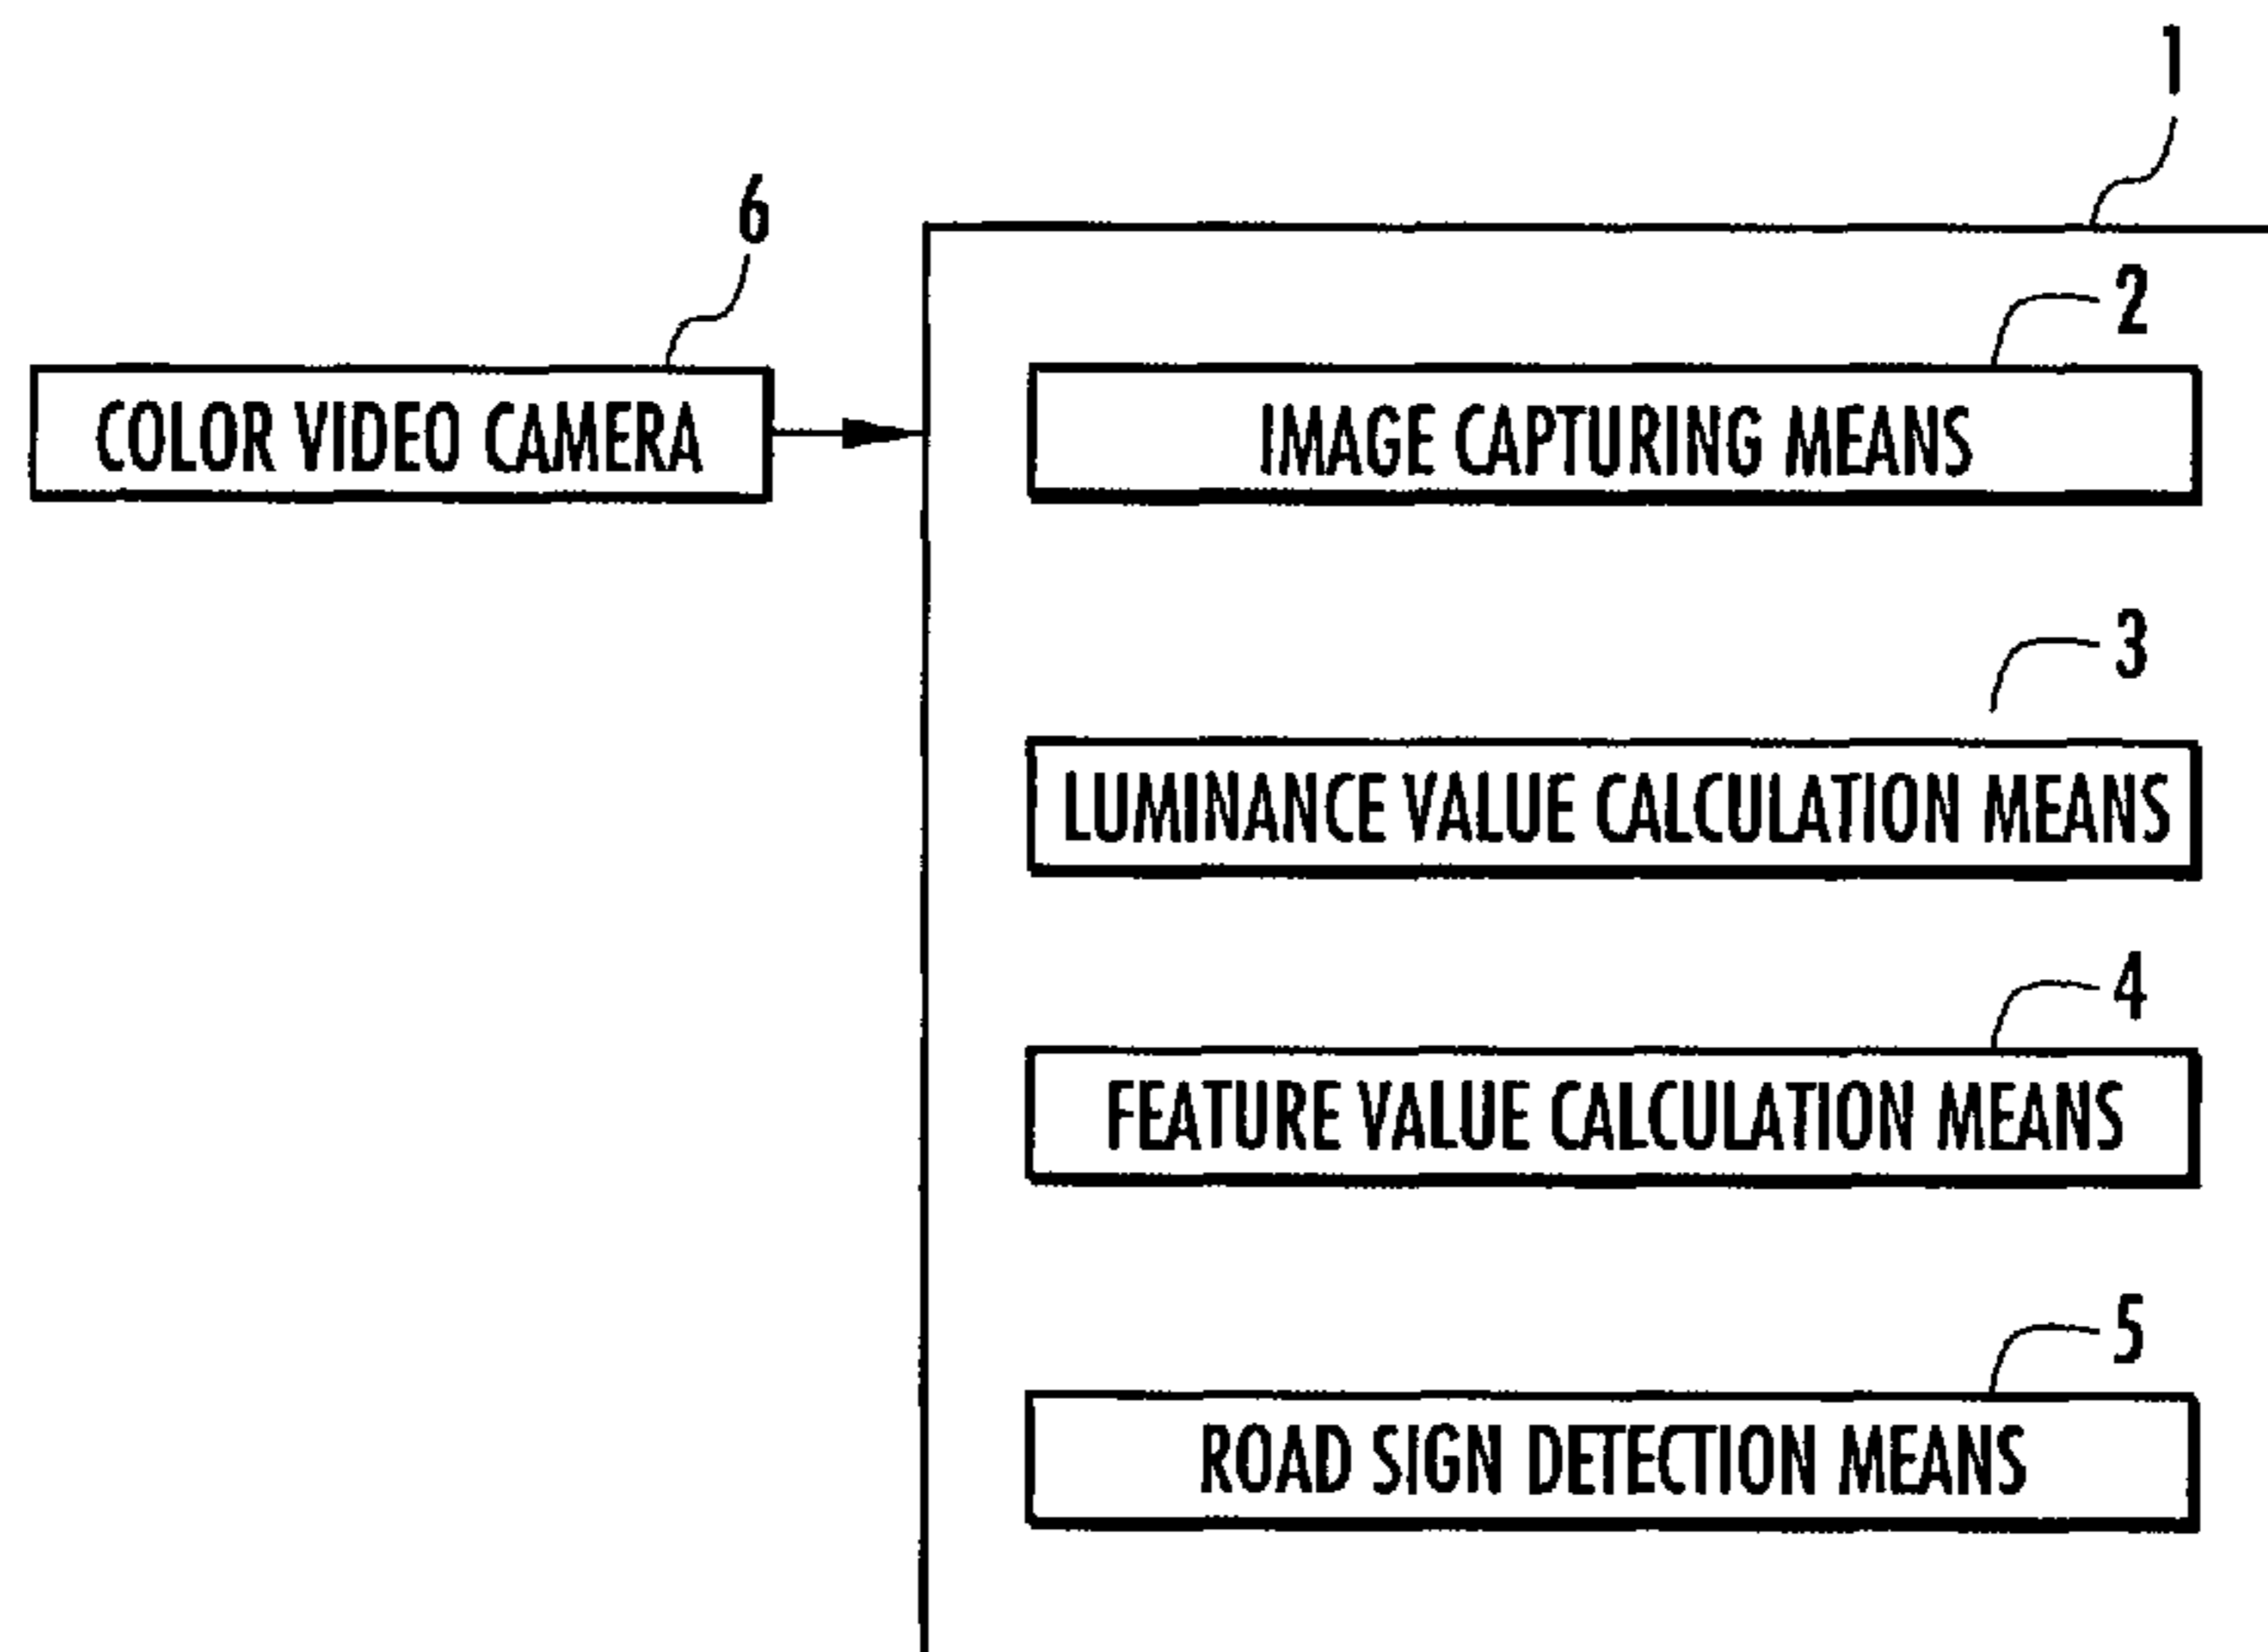 1
6
2
COLOR VIDEO CAMERA
IMAGE CAPTURING MEANS
3
LUMINANCE VALUE CALCULATION MEANS
4
FEATURE VALUE CALCULATION MEANS
5
ROAD SIGN DETECTION MEANS